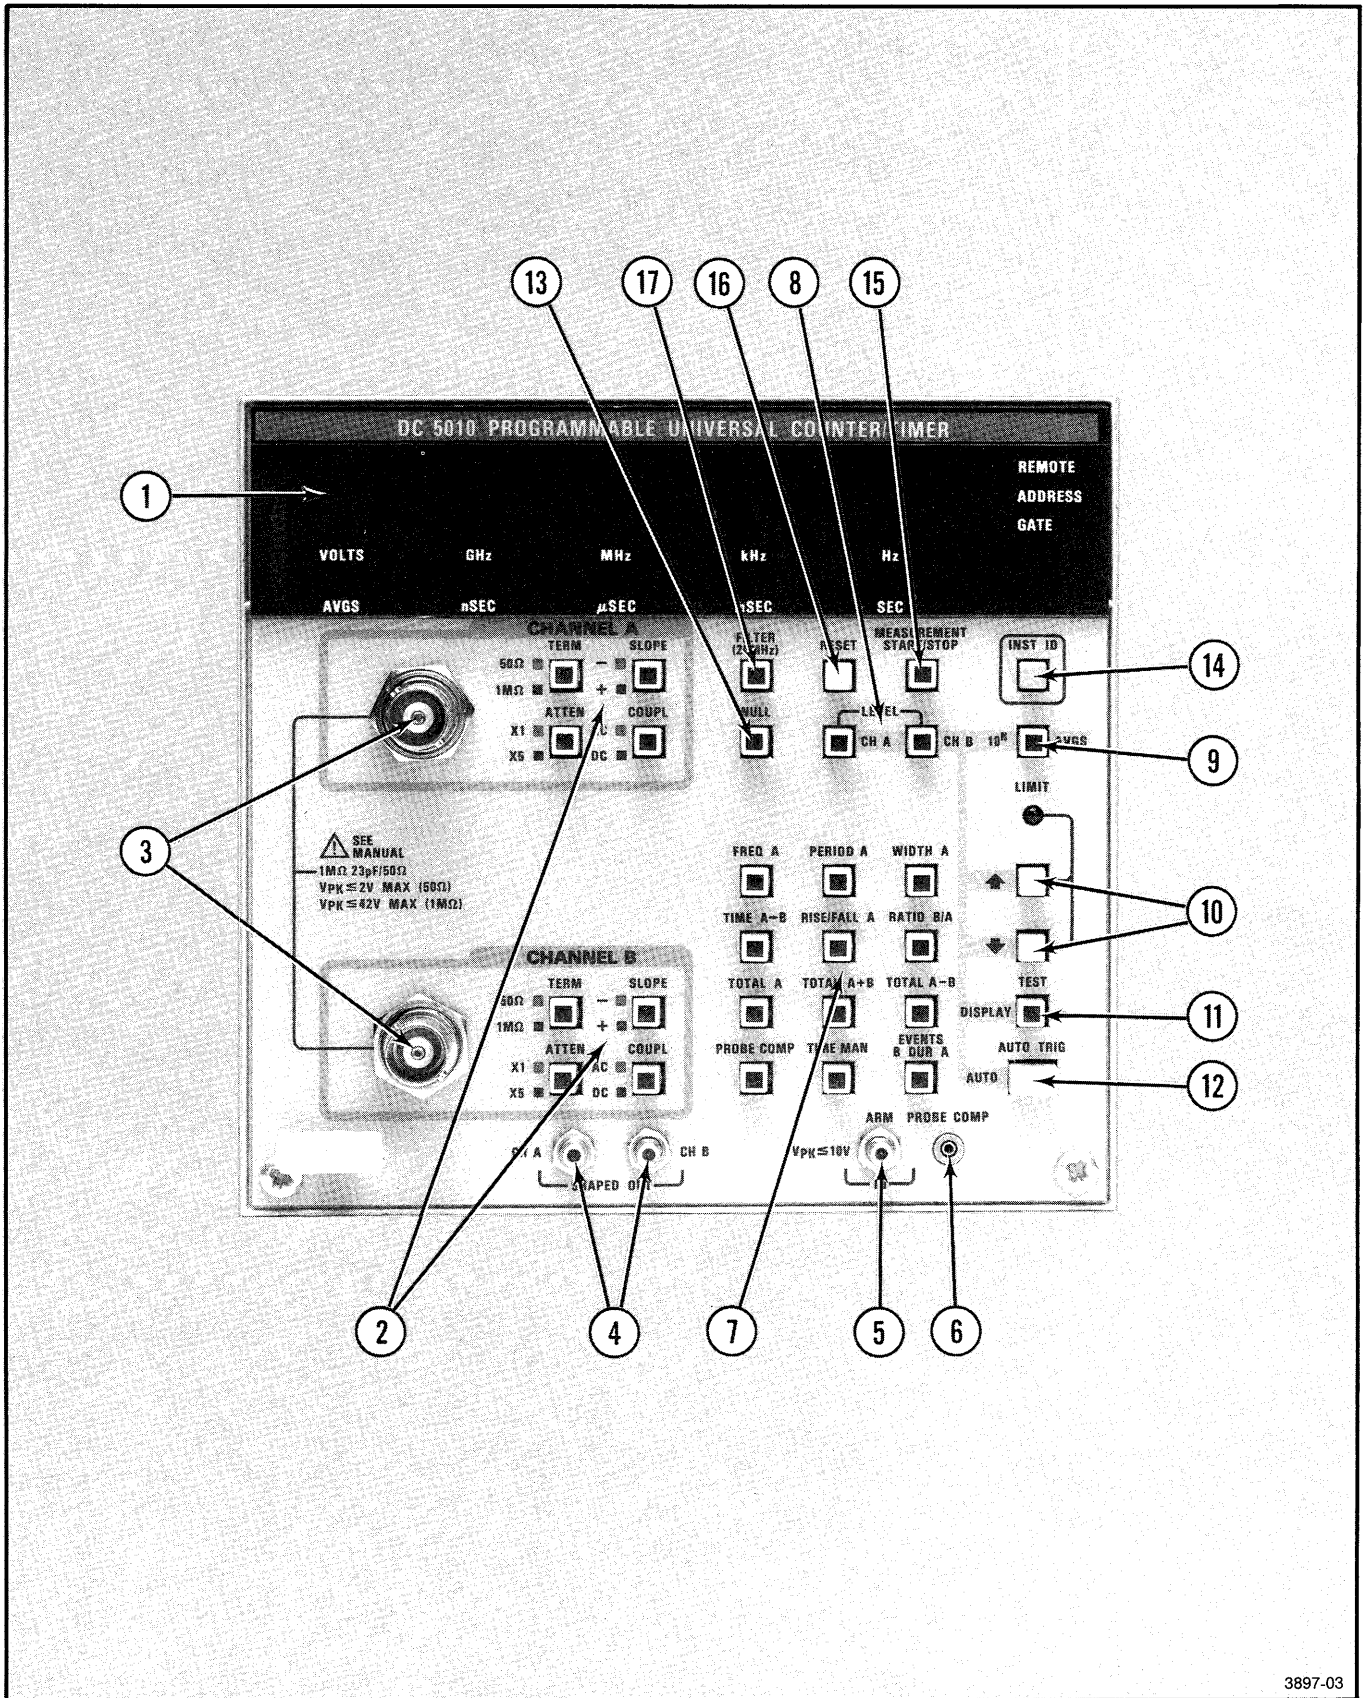 13 17 16 8 15
DC 5010 PROGRAMMABLE UNIVERSAL COUNTER/TIMER
REMOTE
1
ADDRESS
GATE
VOLTS GHz MHz kHz Hz
AVGS nSEC μSEC SEC
CHANNEL A
TERM SLOPE
50Ω −
1MΩ +
ATTEN COUPL
X1
X5 DC
FILTER
RESET
MEASUREMENT
START/STOP
INST ID
14
NULL
LEVEL
CH A CH B
10ᴺ AVGS
9
LIMIT
3
SEE
MANUAL
1MΩ 23pF/50Ω
VPK≦2V MAX (50Ω)
VPK≦42V MAX (1MΩ)
FREQ A PERIOD A WIDTH A
10
TIME A-B RISE/FALL A RATIO B/A
CHANNEL B
TERM SLOPE
50Ω −
1MΩ +
ATTEN COUPL
X1 AC
X5 DC
TOTAL A TOTAL A+B TOTAL A-B
TEST
DISPLAY
11
PROBE COMP TIME MAN
EVENTS
B DUR A
AUTO TRIG
AUTO
12
CH A CH B
SHAPED OUT
ARM PROBE COMP
VPK≦10V
IN
2 4 7 5 6
3897-03